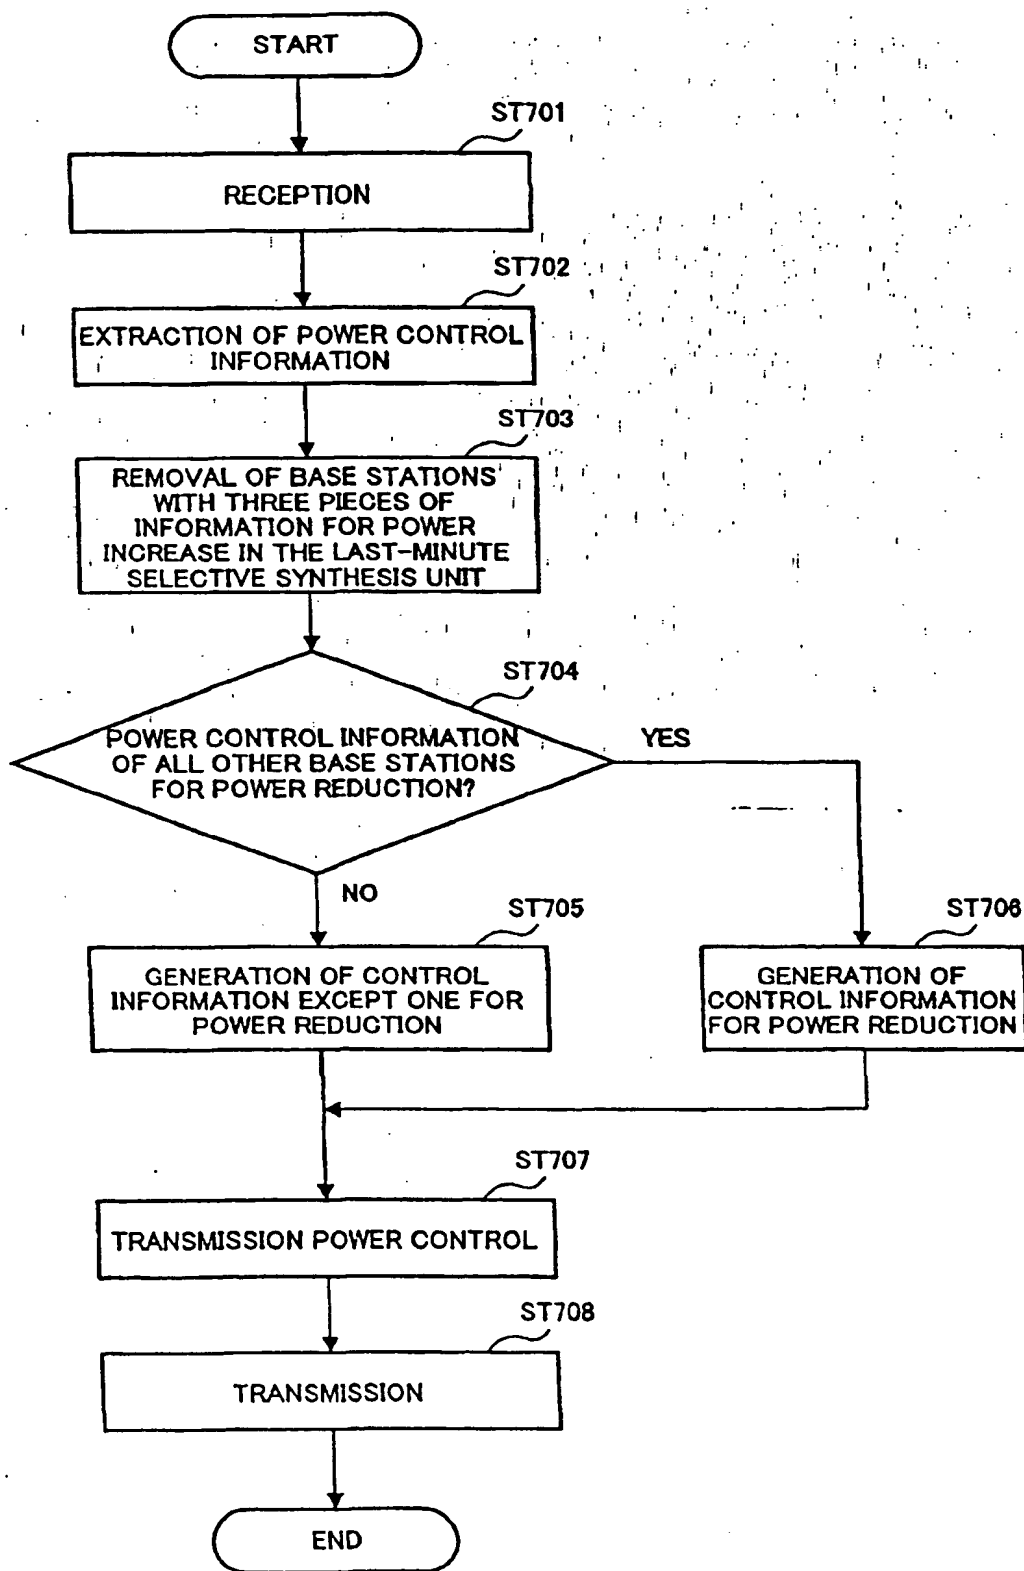 START
ST701
RECEPTION
ST702
EXTRACTION OF POWER CONTROL
INFORMATION
ST703
REMOVAL OF BASE STATIONS
WITH THREE PIECES OF
INFORMATION FOR POWER
INCREASE IN THE LAST-MINUTE
SELECTIVE SYNTHESIS UNIT
ST704
POWER CONTROL INFORMATION
OF ALL OTHER BASE STATIONS
FOR POWER REDUCTION?
YES
NO
ST705
GENERATION OF CONTROL
INFORMATION EXCEPT ONE FOR
POWER REDUCTION
ST706
GENERATION OF
CONTROL INFORMATION
FOR POWER REDUCTION
ST707
TRANSMISSION POWER CONTROL
ST708
TRANSMISSION
END